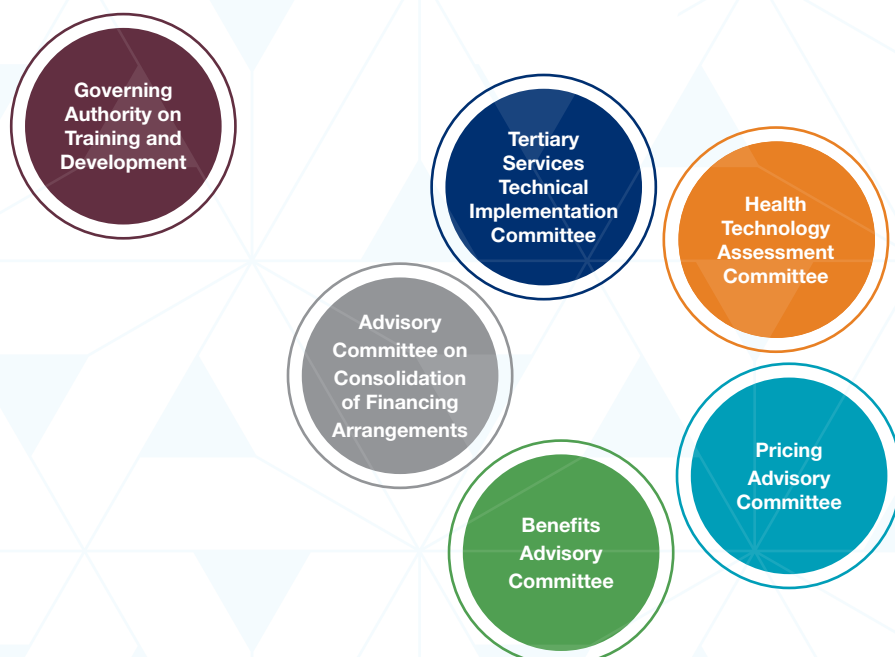 Governing
Authority on
Training and
Development
Tertiary
Services
Technical
Implementation
Committee
Health
Technology
Assessment
Committee
Advisory
Committee on
Consolidation
of Financing
Arrangements
Pricing
Advisory
Committee
Benefits
Advisory
Committee